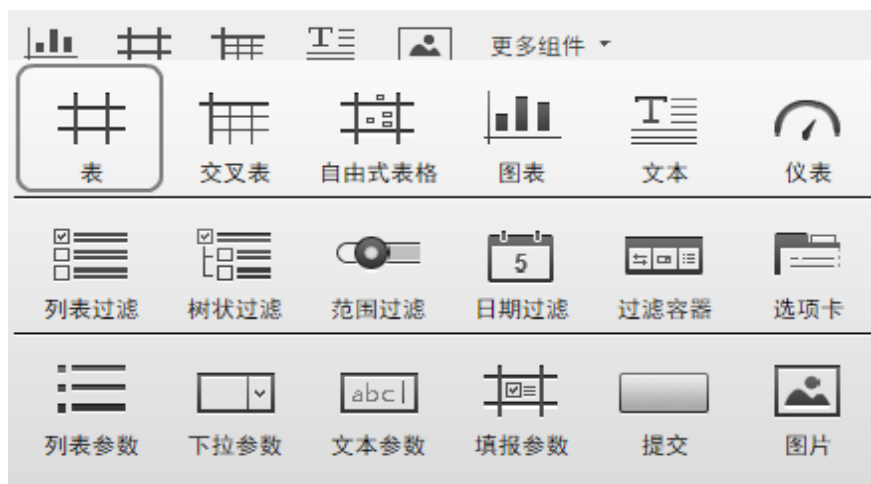 更多组件
表 交叉表 自由式表格 图表 文本 仪表
5
列表过滤 树状过滤 范围过滤 日期过滤 过滤容器 选项卡
abc
列表参数 下拉参数 文本参数 填报参数 提交 图片